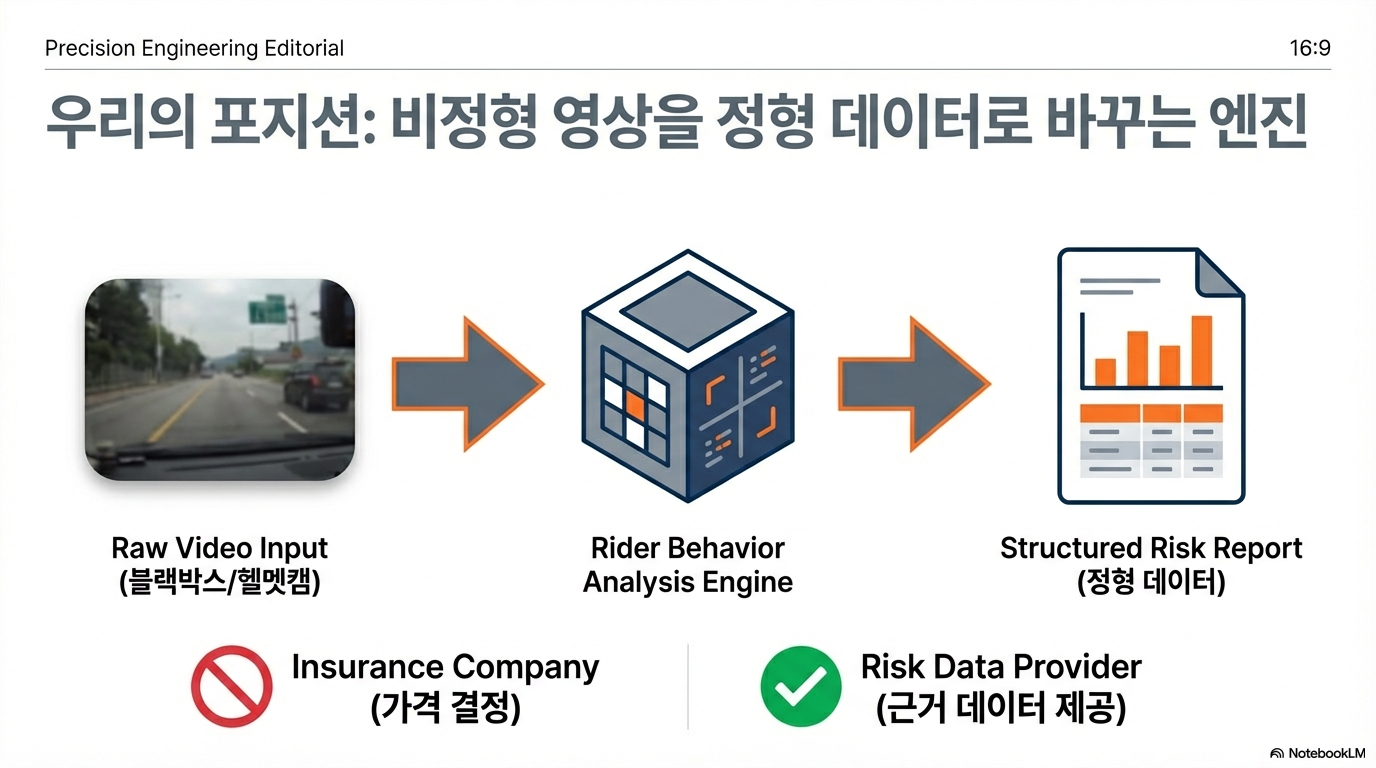 Precision Engineering Editorial
16:9
우리의 포지션: 비정형 영상을 정형 데이터로 바꾸는 엔진
Raw Video Input
(블랙박스/헬멧캠)
Rider Behavior
Analysis Engine
Structured Risk Report
(정형 데이터)
Insurance Company
(가격 결정)
Risk Data Provider
(근거 데이터 제공)
NotebookLM